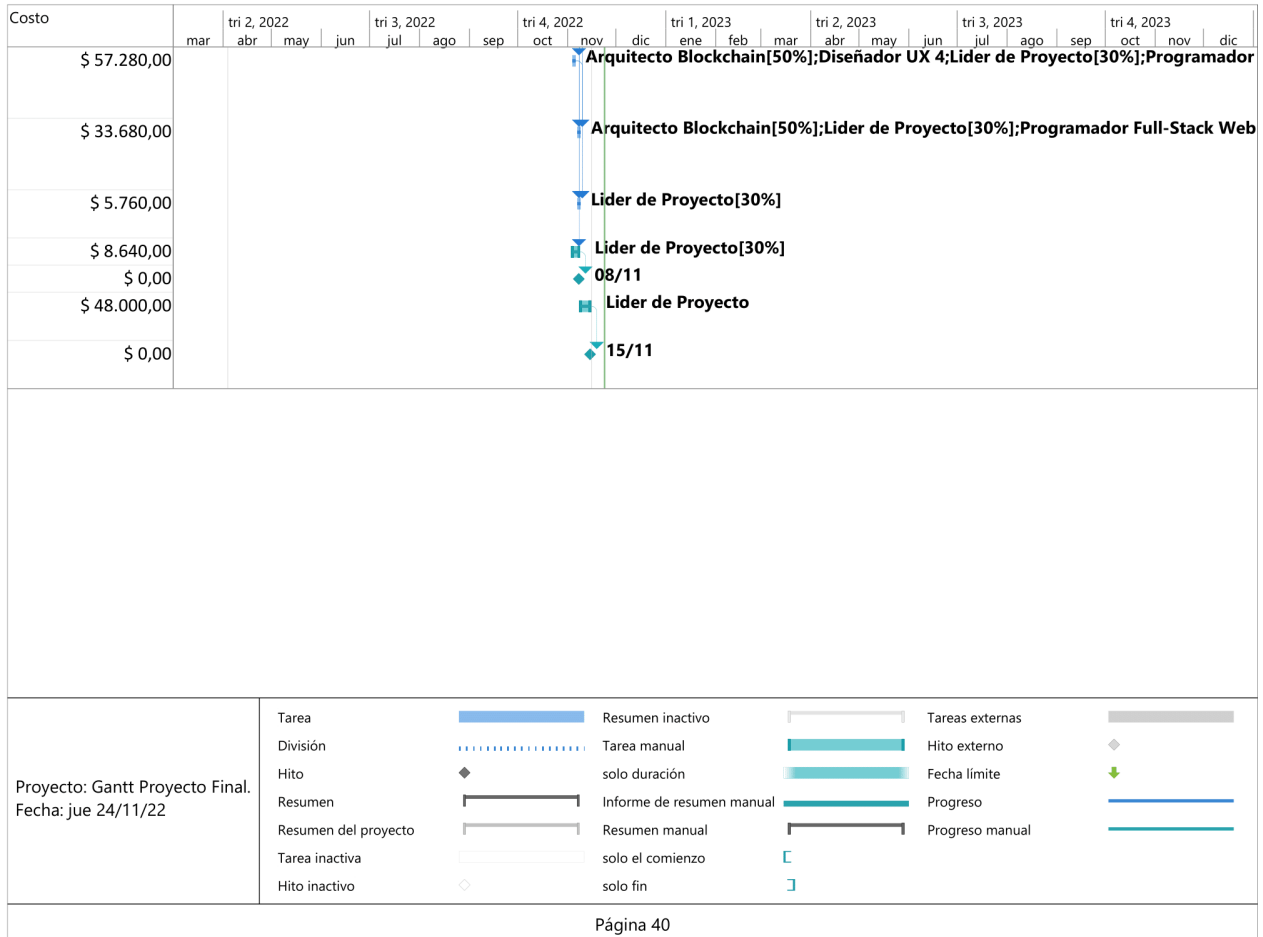 Costo
tri 2, 2022 tri 3, 2022 tri 4, 2022 tri 1, 2023 tri 2, 2023 tri 3, 2023 tri 4, 2023
mar abr may jun jul ago sep oct nov dic ene feb mar abr may jun jul ago sep oct nov dic
$ 57.280,00 Arquitecto Blockchain[50%];Diseñador UX 4;Lider de Proyecto[30%];Programador
$ 33.680,00 Arquitecto Blockchain[50%];Lider de Proyecto[30%];Programador Full-Stack Web
$ 5.760,00 Lider de Proyecto[30%]
$ 8.640,00 Lider de Proyecto[30%]
$ 0,00 08/11
$ 48.000,00 Lider de Proyecto
$ 0,00 15/11
Proyecto: Gantt Proyecto Final.
Fecha: jue 24/11/22
Tarea Resumen inactivo Tareas externas
División Tarea manual Hito externo
Hito solo duración Fecha límite
Resumen Informe de resumen manual Progreso
Resumen del proyecto Resumen manual Progreso manual
Tarea inactiva solo el comienzo
Hito inactivo solo fin
Página 40